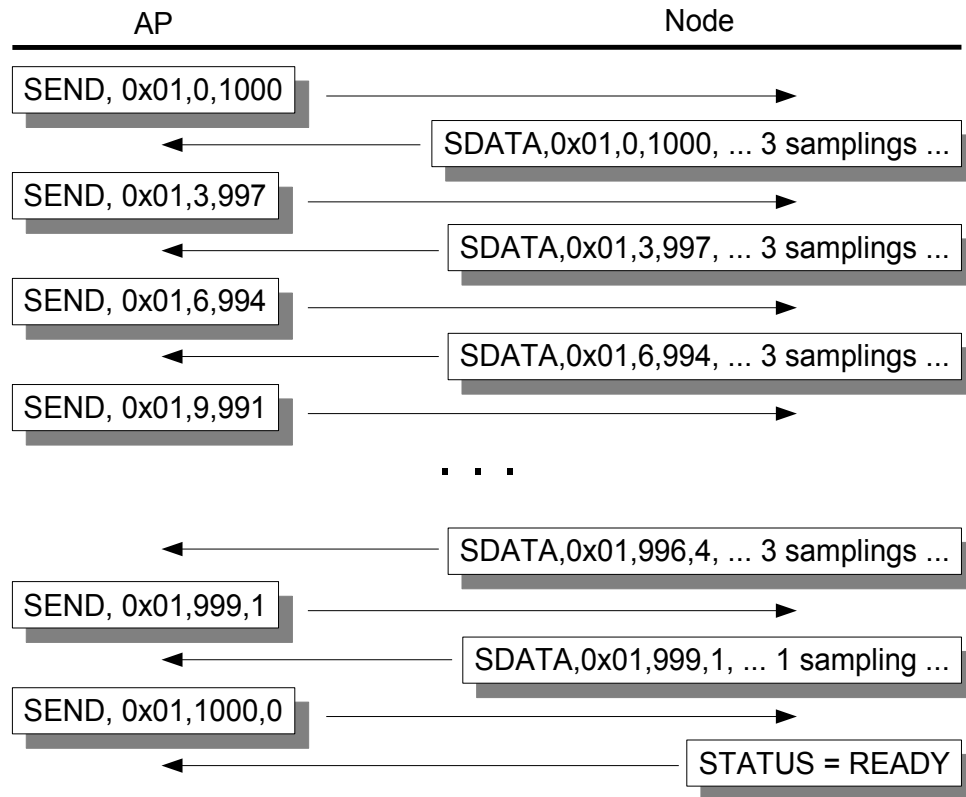 AP
Node
SEND, 0x01,0,1000
SDATA,0x01,0,1000, ... 3 samplings ...
SEND, 0x01,3,997
SDATA,0x01,3,997, ... 3 samplings ...
SEND, 0x01,6,994
SDATA,0x01,6,994, ... 3 samplings ...
SEND, 0x01,9,991
. . .
SDATA,0x01,996,4, ... 3 samplings ...
SEND, 0x01,999,1
SDATA,0x01,999,1, ... 1 sampling ...
SEND, 0x01,1000,0
STATUS = READY